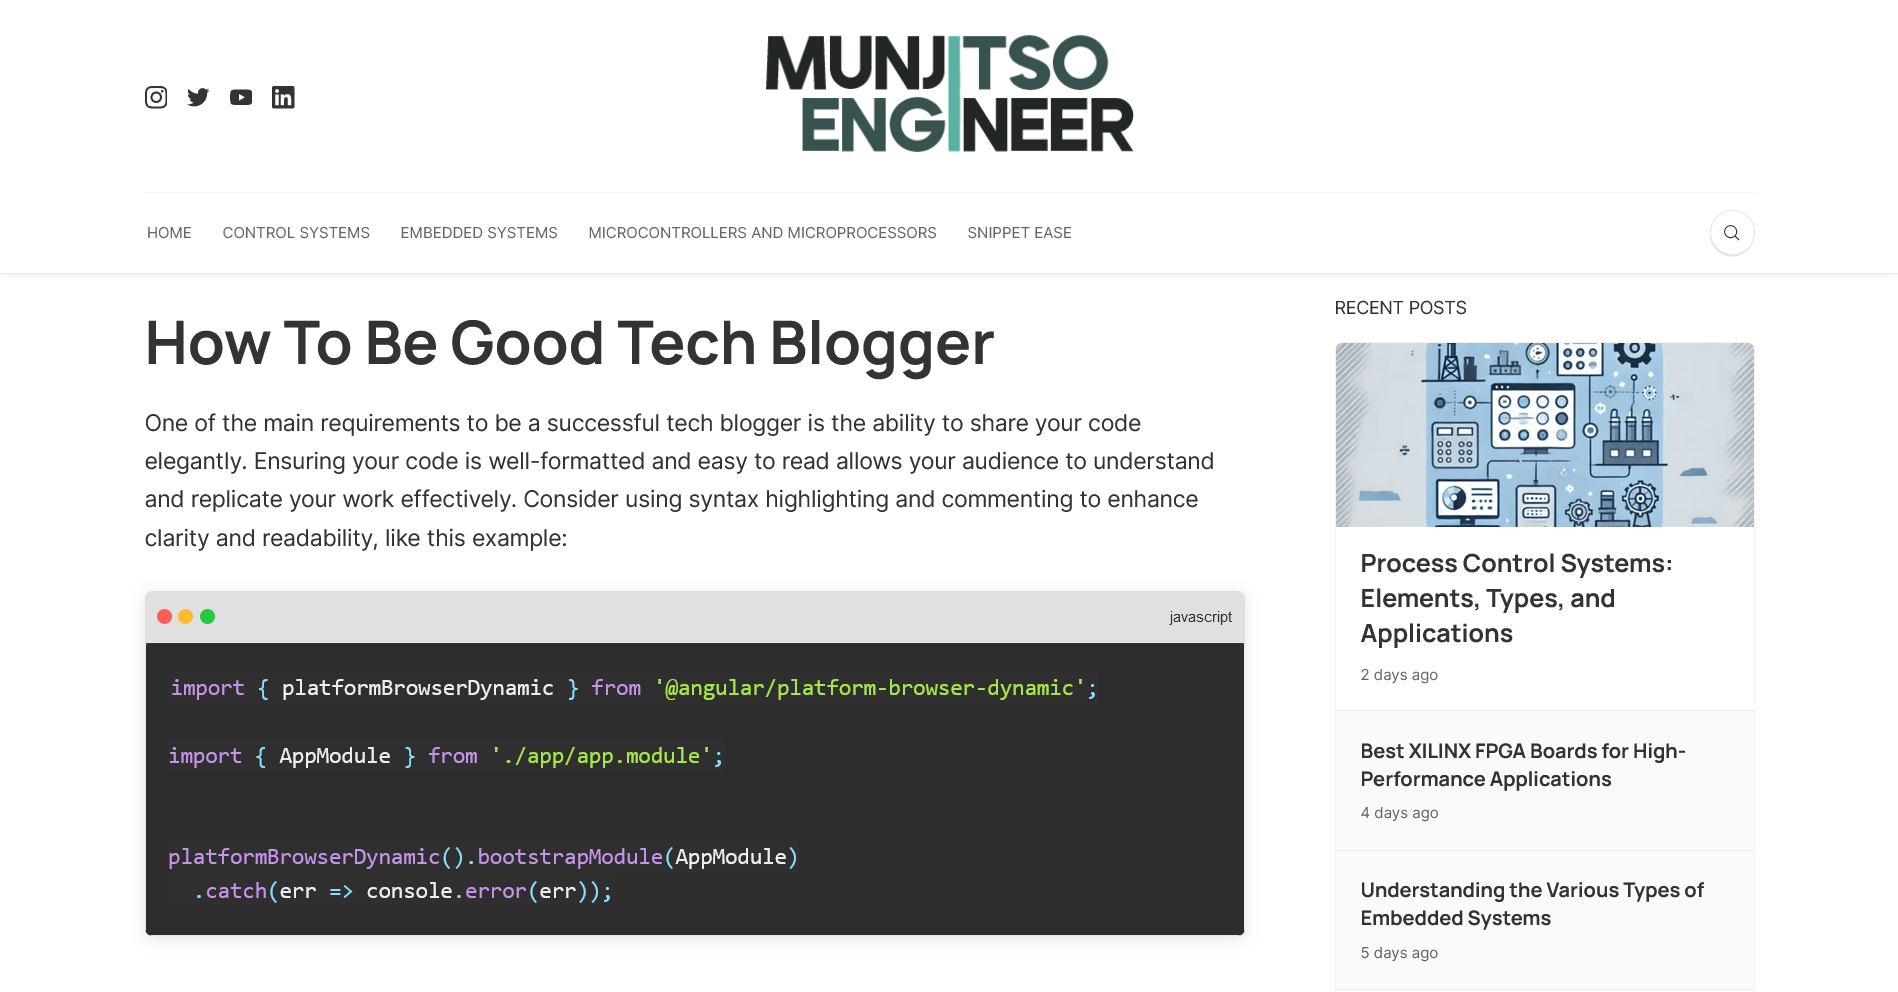 MUNJITSO
ENGINEER
HOME CONTROL SYSTEMS EMBEDDED SYSTEMS MICROCONTROLLERS AND MICROPROCESSORS SNIPPET EASE
How To Be Good Tech Blogger
One of the main requirements to be a successful tech blogger is the ability to share your code
elegantly. Ensuring your code is well-formatted and easy to read allows your audience to understand
and replicate your work effectively. Consider using syntax highlighting and commenting to enhance
clarity and readability, like this example:
javascript
import { platformBrowserDynamic } from '@angular/platform-browser-dynamic';
import { AppModule } from './app/app.module';
platformBrowserDynamic().bootstrapModule(AppModule)
  .catch(err => console.error(err));
RECENT POSTS
Process Control Systems:
Elements, Types, and
Applications
2 days ago
Best XILINX FPGA Boards for High-
Performance Applications
4 days ago
Understanding the Various Types of
Embedded Systems
5 days ago